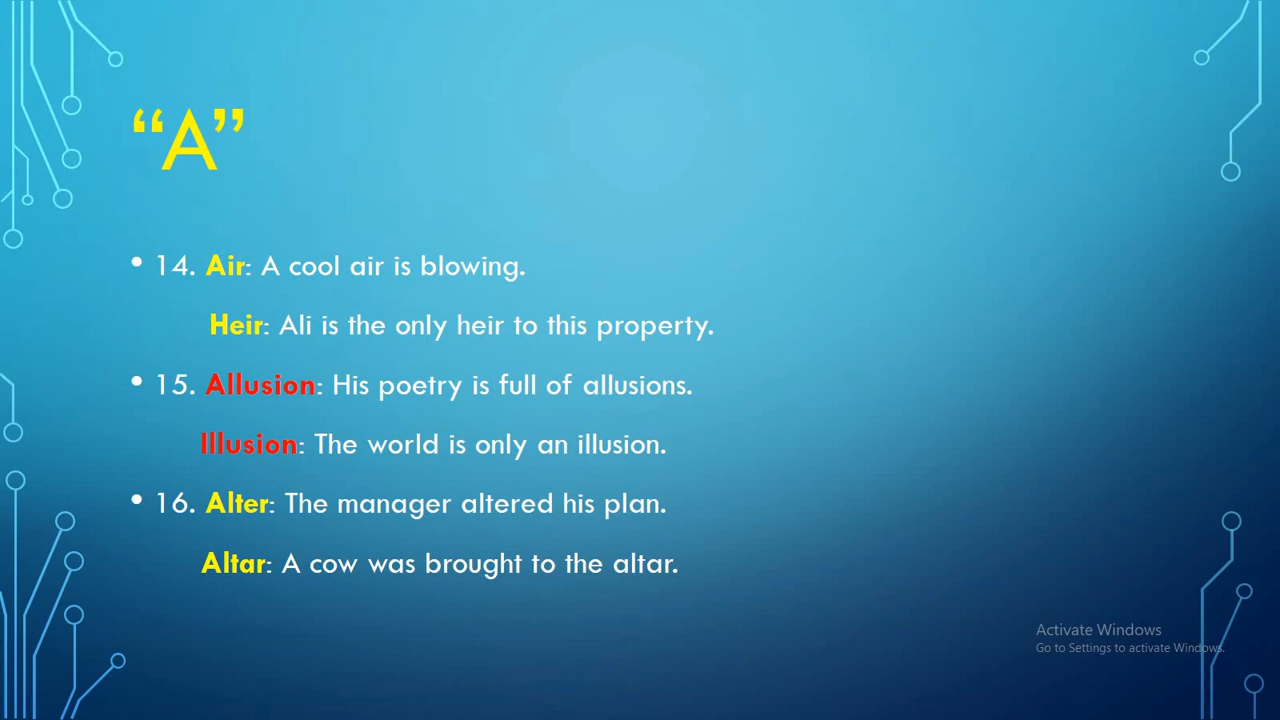 “A”
• 14. Air: A cool air is blowing.
Heir: Ali is the only heir to this property.
• 15. Allusion: His poetry is full of allusions.
Illusion: The world is only an illusion.
• 16. Alter: The manager altered his plan.
Altar: A cow was brought to the altar.
Activate Windows
Go to Settings to activate Windows.